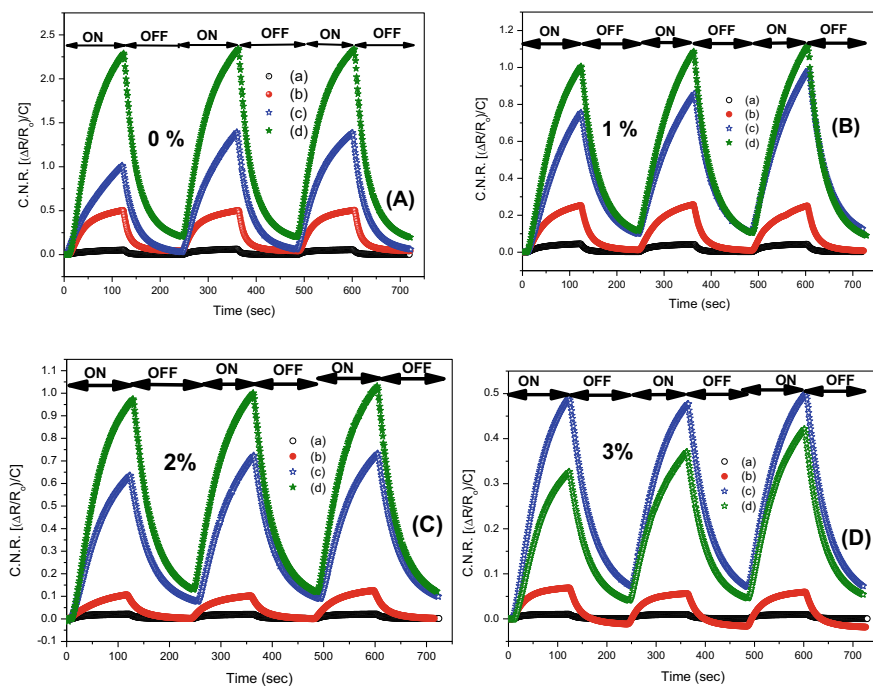 ON OFF ON OFF ON OFF
2.5
2.0
1.5
1.0
0.5
0.0
C.N.R. [(ΔR/R₀)/C]
(a)
(b)
(c)
(d)
0 %
(A)
0 100 200 300 400 500 600 700
Time (sec)
ON OFF ON OFF ON OFF
1.2
1.0
0.8
0.6
0.4
0.2
0.0
C.N.R. [(ΔR/R₀)/C]
(a)
(b)
(c)
(d)
1 %
(B)
0 100 200 300 400 500 600 700
Time (sec)
ON OFF ON OFF ON OFF
1.1
1.0
0.9
0.8
0.7
0.6
0.5
0.4
0.3
0.2
0.1
0.0
-0.1
C.N.R. [(ΔR/R₀)/C]
(a)
(b)
(c)
(d)
2%
(C)
0 100 200 300 400 500 600 700
Time (sec)
ON OFF ON OFF ON OFF
0.5
0.4
0.3
0.2
0.1
0.0
C.N.R. [(ΔR/R₀)/C]
(a)
(b)
(c)
(d)
3%
(D)
0 100 200 300 400 500 600 700
Time (sec)